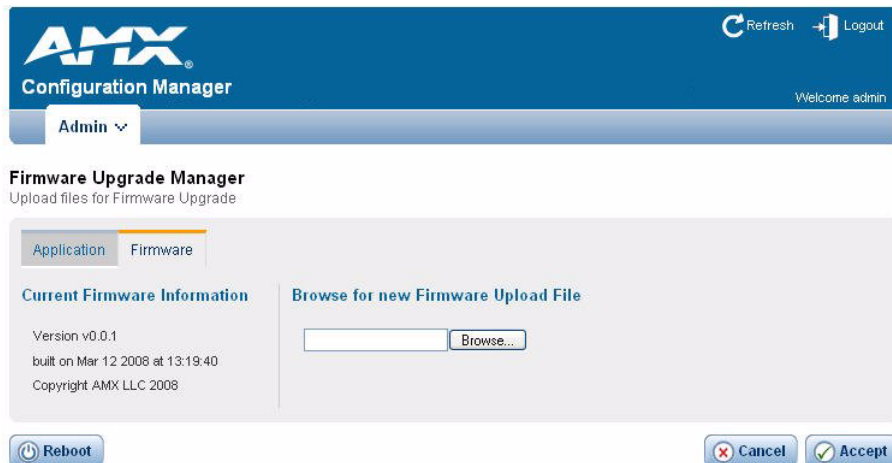 Refresh Logout
AMX®
Configuration Manager
Welcome admin
Admin
Firmware Upgrade Manager
Upload files for Firmware Upgrade
Application Firmware
Current Firmware Information
Version v0.0.1
built on Mar 12 2008 at 13:19:40
Copyright AMX LLC 2008
Browse for new Firmware Upload File
Browse...
Reboot
Cancel Accept